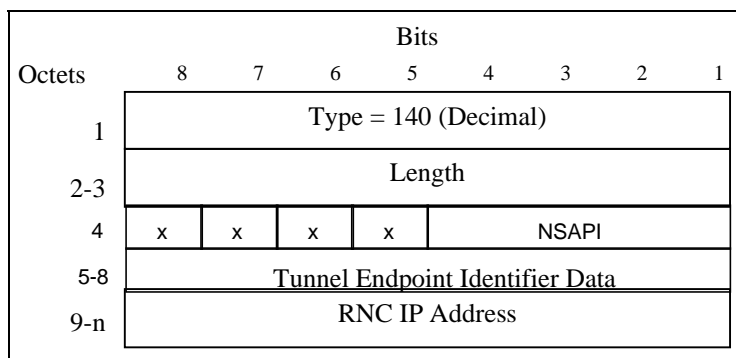 Bits
Octets 8 7 6 5 4 3 2 1
1 Type = 140 (Decimal)
2-3 Length
4 x x x x NSAPI
5-8 Tunnel Endpoint Identifier Data
9-n RNC IP Address